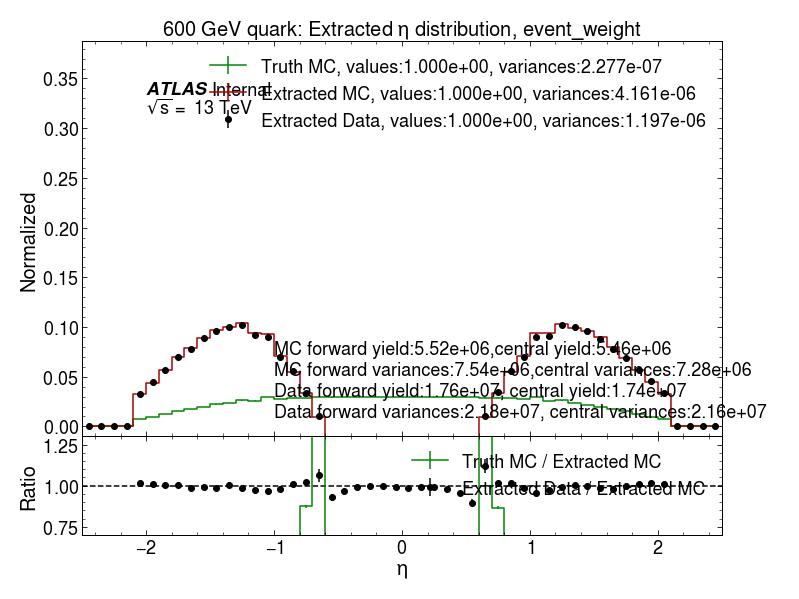 600 GeV quark: Extracted η distribution, event_weight
Truth MC, values:1.000e+00, variances:2.277e-07
ATLAS Internal
Extracted MC, values:1.000e+00, variances:4.161e-06
√s = 13 TeV
Extracted Data, values:1.000e+00, variances:1.197e-06
Normalized
0.35
0.30
0.25
0.20
0.15
0.10
0.05
0.00
MC forward yield:5.52e+06,central yield:5.46e+06
MC forward variances:7.54e+06,central variances:7.28e+06
Data forward yield:1.76e+07, central yield:1.74e+07
Data forward variances:2.18e+07, central variances:2.16e+07
Ratio
1.25
1.00
0.75
Truth MC / Extracted MC
Extracted Data / Extracted MC
−2 −1 0 1 2
η